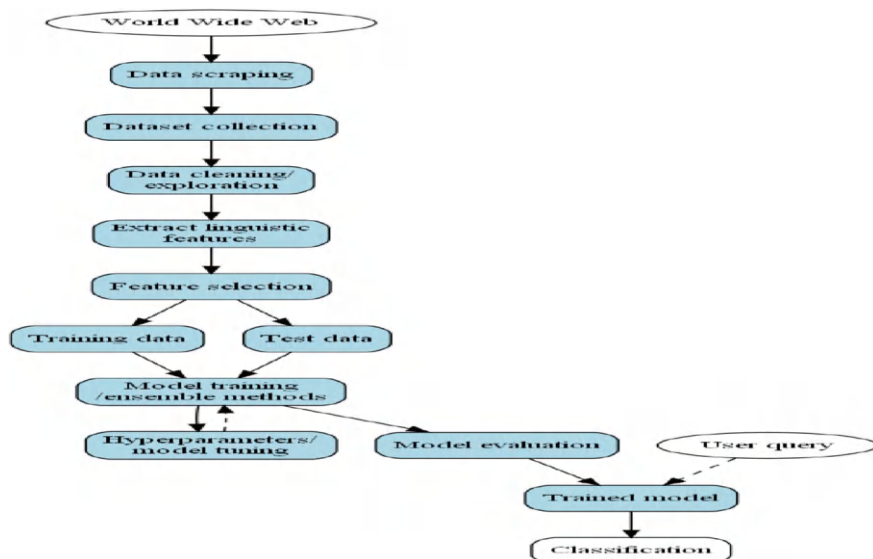 World Wide Web
Data scraping
Dataset collection
Data cleaning/
exploration
Extract linguistic
features
Feature selection
Training data
Test data
Model training
/ensemble methods
Hyperparameters/
model tuning
Model evaluation
User query
Trained model
Classification